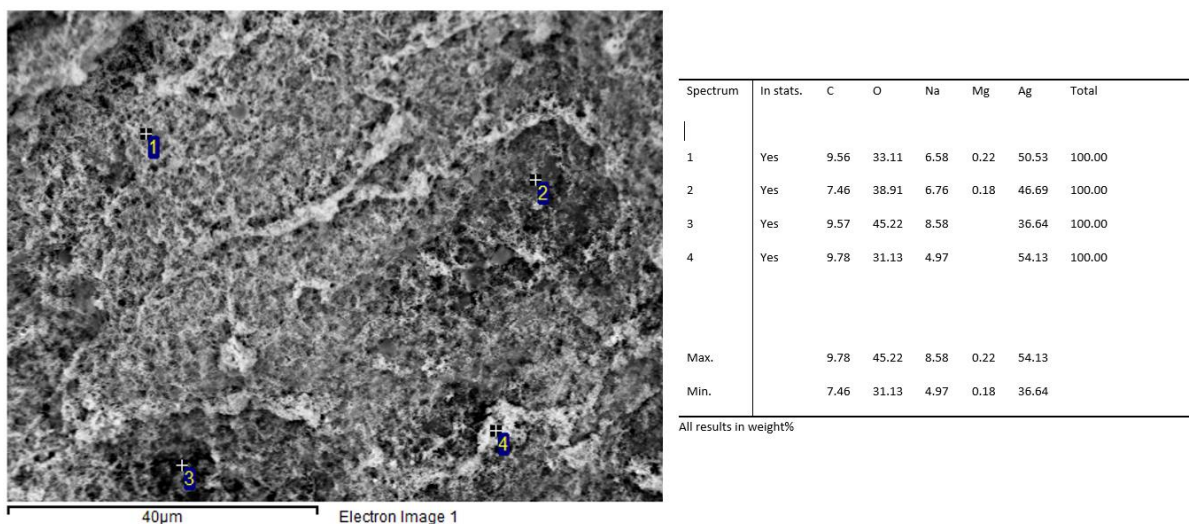 1
2
3
4
40µm Electron Image 1
Spectrum In stats. C O Na Mg Ag Total
1 Yes 9.56 33.11 6.58 0.22 50.53 100.00
2 Yes 7.46 38.91 6.76 0.18 46.69 100.00
3 Yes 9.57 45.22 8.58 36.64 100.00
4 Yes 9.78 31.13 4.97 54.13 100.00
Max. 9.78 45.22 8.58 0.22 54.13
Min. 7.46 31.13 4.97 0.18 36.64
All results in weight%